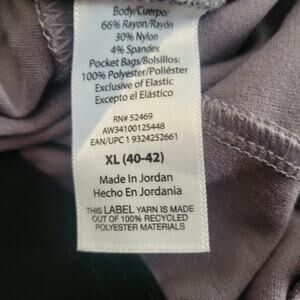 Body/Cuerpo:
66% Rayon/Rayón
30% Nylon
4% Spandex
Pocket Bags/Bolsillos:
100% Polyester/Poliéster
Exclusive of Elastic
Excepto el Elástico
RN# 52469
AW34100125448
EAN/UPC 1 9324252661
XL (40-42)
Made in Jordan
Hecho En Jordania
THIS LABEL YARN IS MADE
OUT OF 100% RECYCLED
POLYESTER MATERIALS